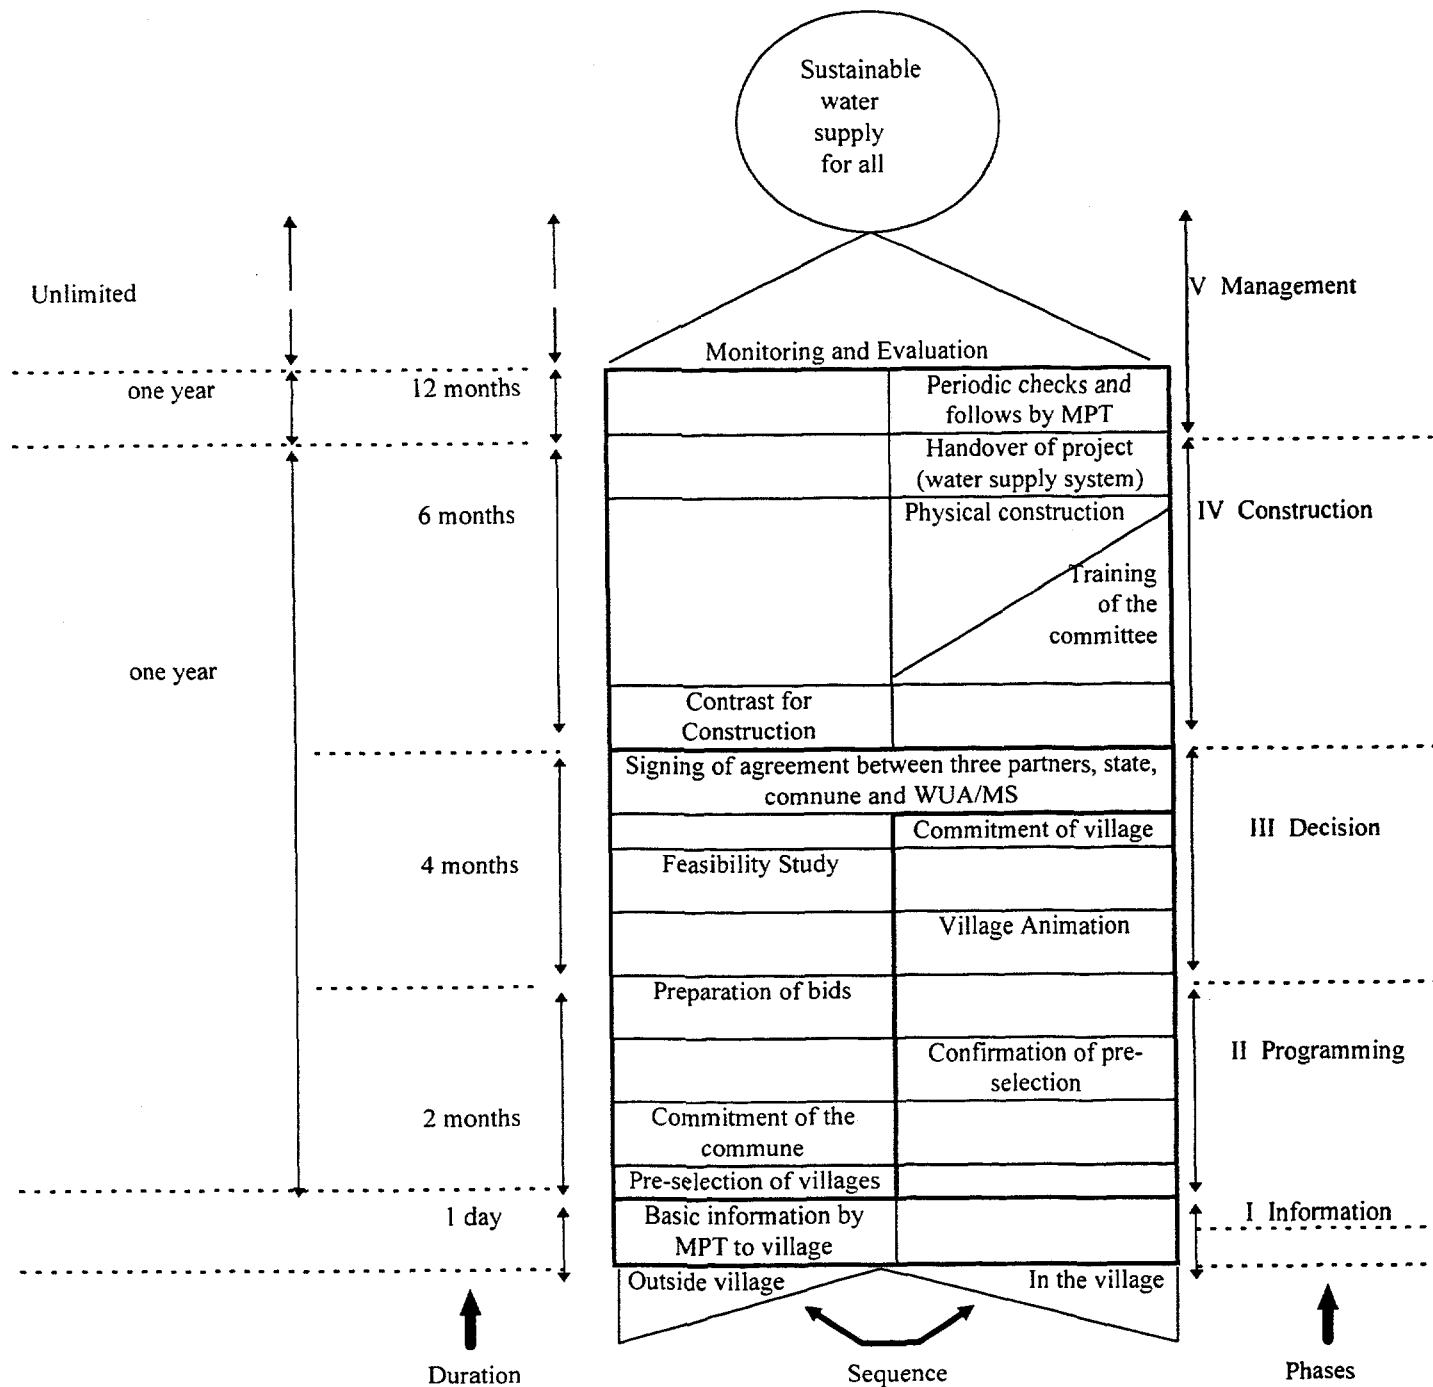 Sustainable
water
supply
for all
Unlimited
V Management
Monitoring and Evaluation
one year
12 months
Periodic checks and
follows by MPT
Handover of project
(water supply system)
6 months
Physical construction
IV Construction
Training
of the
committee
one year
Contrast for
Construction
Signing of agreement between three partners, state,
commune and WUA/MS
Commitment of village
III Decision
4 months
Feasibility Study
Village Animation
Preparation of bids
Confirmation of pre-
selection
II Programming
2 months
Commitment of the
commune
Pre-selection of villages
1 day
Basic information by
MPT to village
I Information
Outside village
In the village
Duration
Sequence
Phases